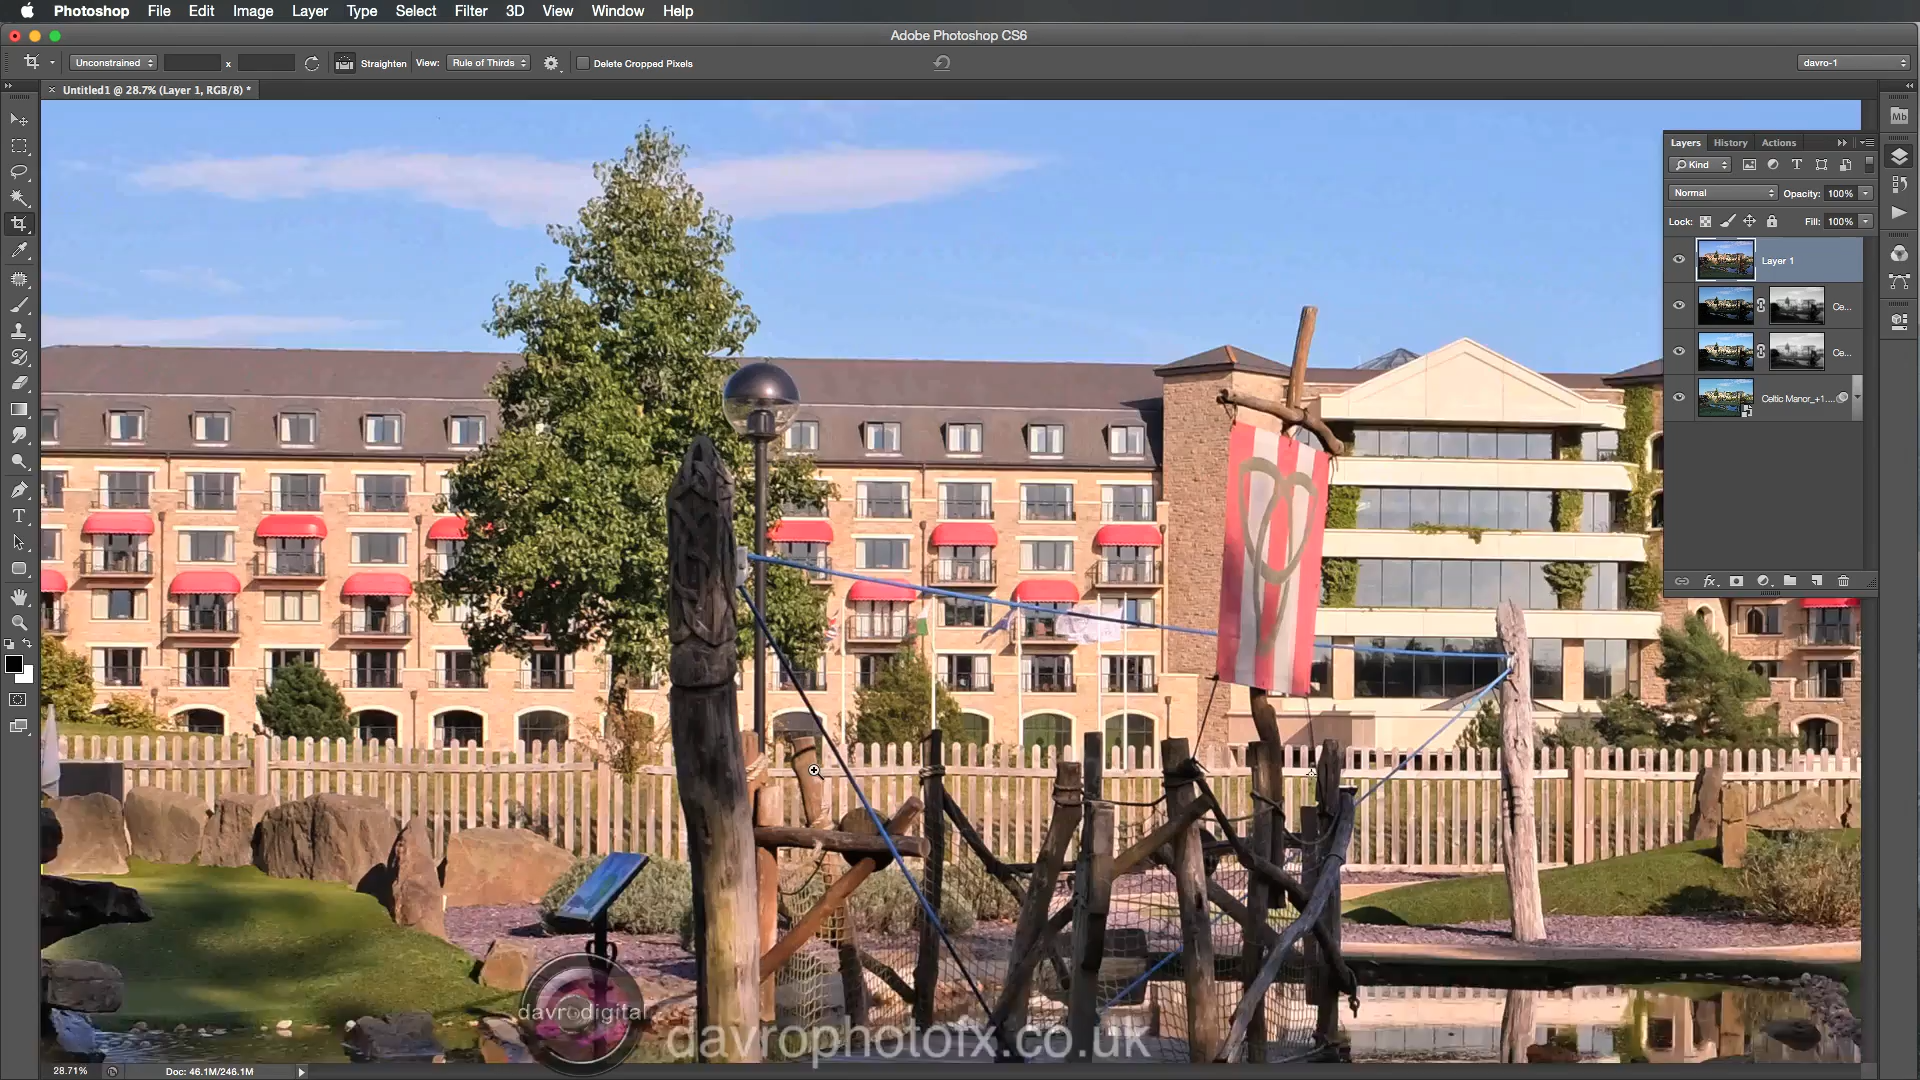 Photoshop File Edit Image Layer Type Select Filter 3D View Window Help
Adobe Photoshop CS6
Unconstrained x Straighten View: Rule of Thirds Delete Cropped Pixels davro-1
Untitled1 @ 28.7% (Layer 1, RGB/8) *
Mb
Layers History Actions
Kind
Normal Opacity: 100%
Lock: Fill: 100%
Layer 1
Ce...
Ce...
Celtic Manor_+1....
fx
davrodigital
davrophotofx.co.uk
28.71% Doc: 46.1M/246.1M